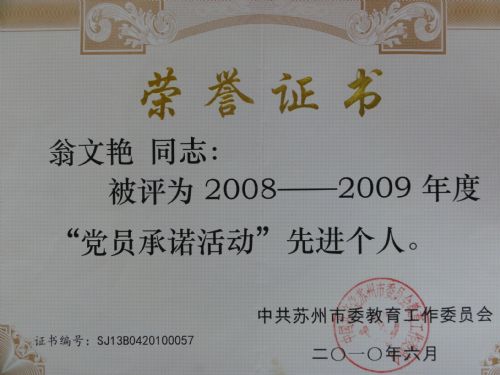 荣誉证书
翁文艳 同志：
被评为 2008——2009 年度
“党员承诺活动”先进个人。
中共苏州市委教育工作委员会
证书编号：SJ13B0420100057
二〇一〇年六月